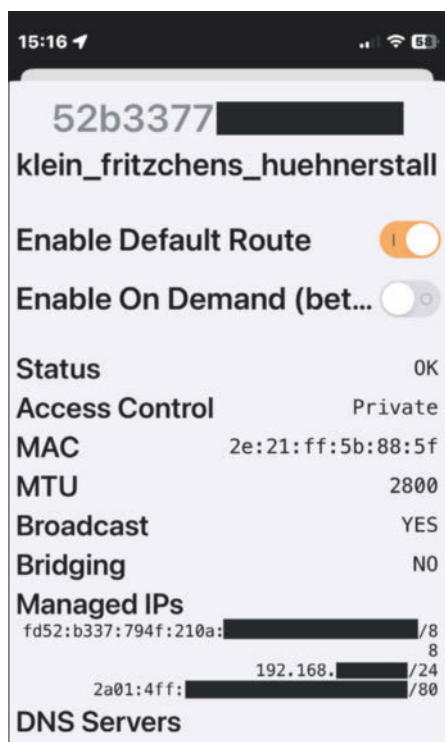 15:16
58
52b3377
klein_fritzchens_huehnerstall
Enable Default Route
Enable On Demand (bet...
Status OK
Access Control Private
MAC 2e:21:ff:5b:88:5f
MTU 2800
Broadcast YES
Bridging NO
Managed IPs
fd52:b337:794f:210a: /8
8
192.168. /24
2a01:4ff: /80
DNS Servers